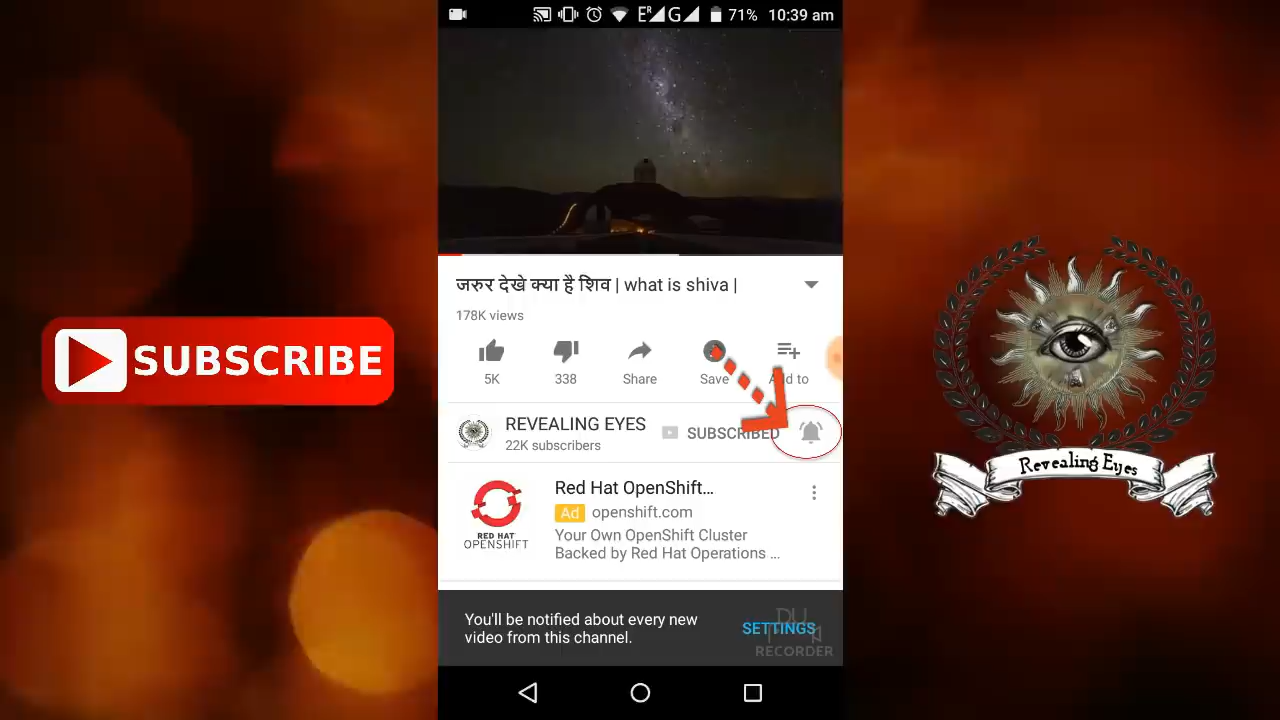 71% 10:39 am
जरुर देखे क्या है शिव | what is shiva |
178K views
5K
338
Share
Save
Add to
SUBSCRIBE
REVEALING EYES
22K subscribers
SUBSCRIBED
Revealing Eyes
Red Hat OpenShift...
Ad openshift.com
Your Own OpenShift Cluster
Backed by Red Hat Operations ...
RED HAT
OPENSHIFT
You'll be notified about every new
video from this channel.
SETTINGS
DU
RECORDER